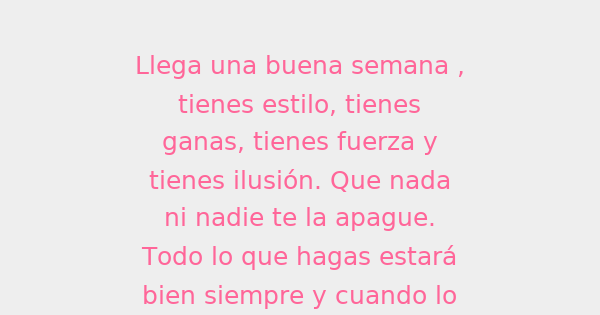 Llega una buena semana ,
tienes estilo, tienes
ganas, tienes fuerza y
tienes ilusión. Que nada
ni nadie te la apague.
Todo lo que hagas estará
bien siempre y cuando lo